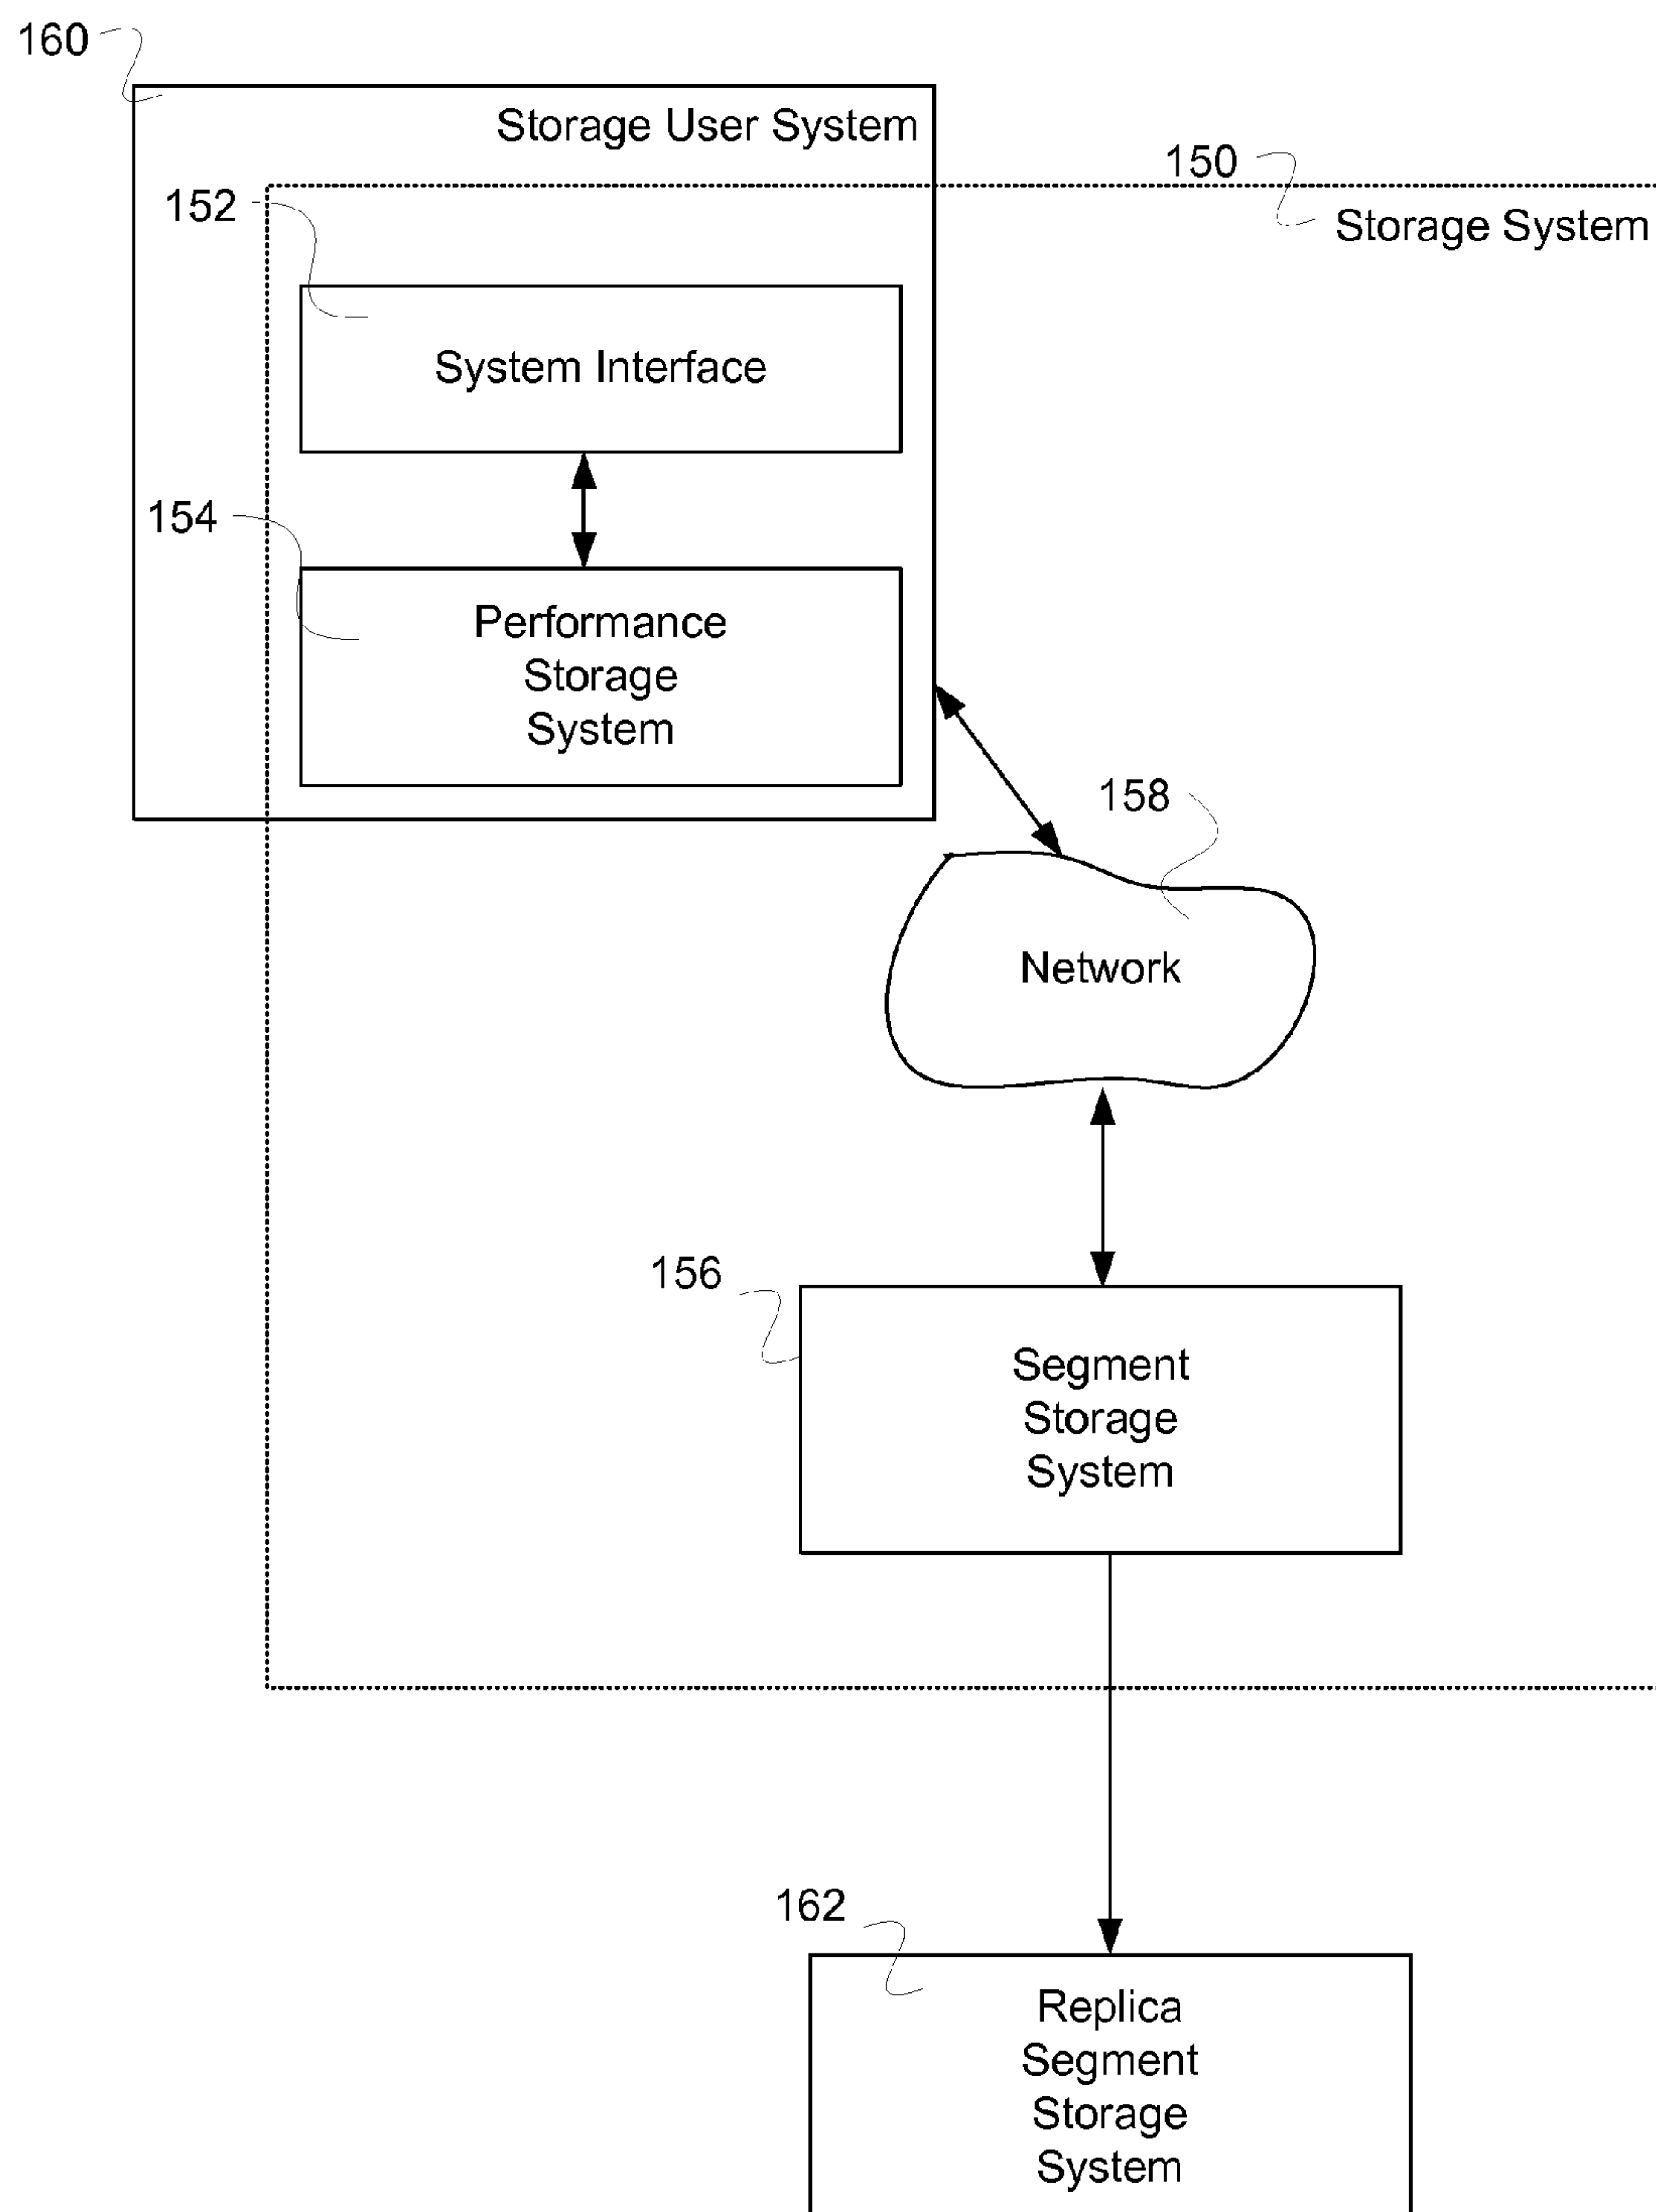 160
Storage User System
150
152
Storage System
System Interface
154
Performance
Storage
System
158
Network
156
Segment
Storage
System
162
Replica
Segment
Storage
System